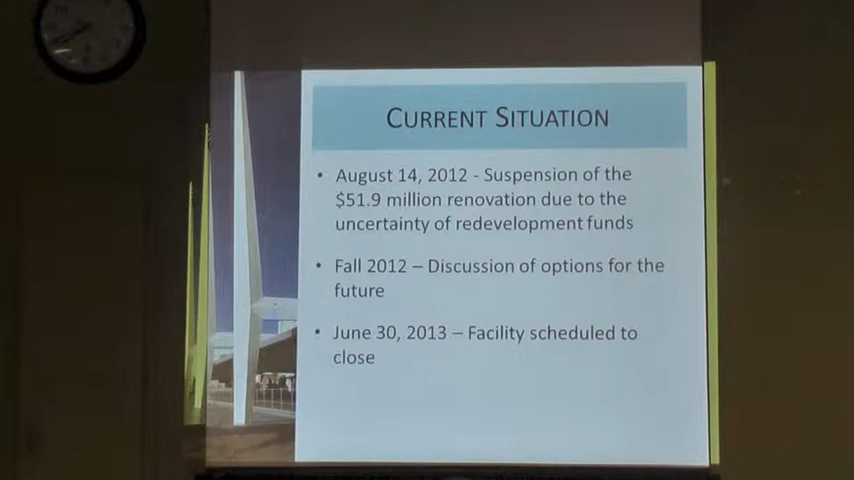 CURRENT SITUATION
• August 14, 2012 - Suspension of the
$51.9 million renovation due to the
uncertainty of redevelopment funds
• Fall 2012 – Discussion of options for the
future
• June 30, 2013 – Facility scheduled to
close